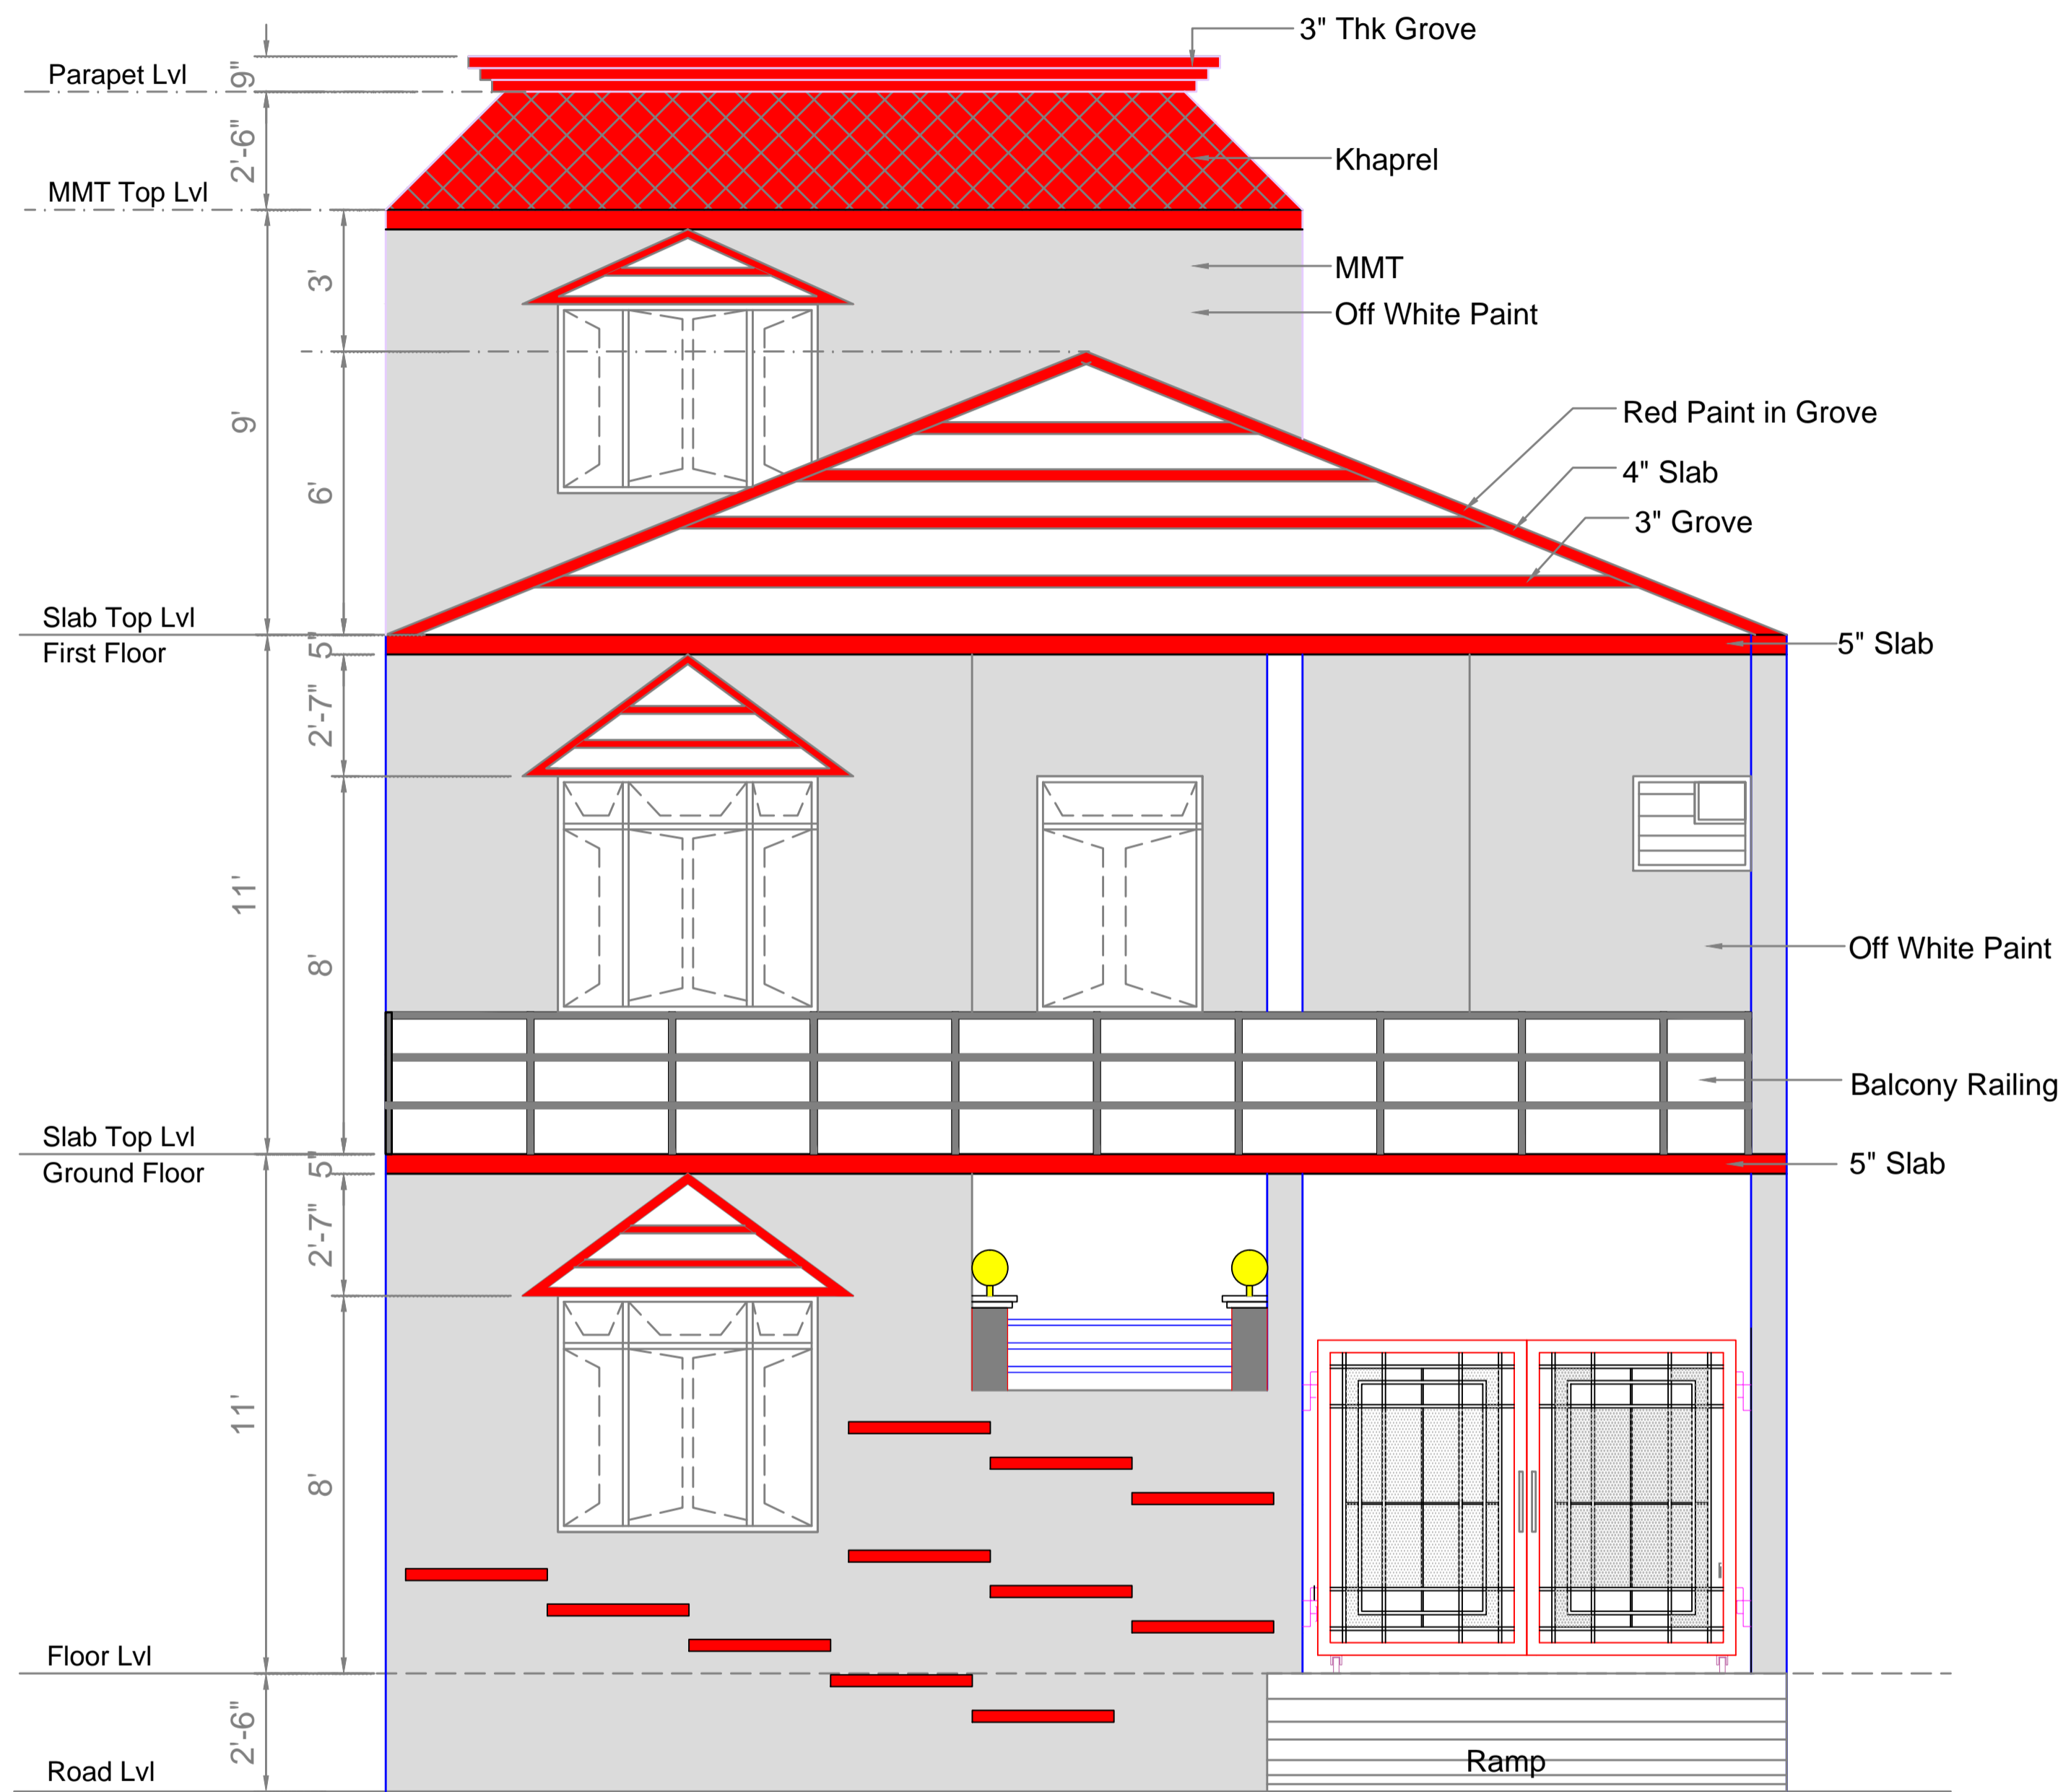 3" Thk Grove
Parapet Lvl
9"
2'-6"
Khaprel
MMT Top Lvl
MMT
3'
Off White Paint
Red Paint in Grove
9'
4" Slab
6'
3" Grove
Slab Top Lvl
First Floor
5"
5" Slab
2'-7"
11'
8'
Off White Paint
Balcony Railing
Slab Top Lvl
Ground Floor
5"
5" Slab
2'-7"
11'
8'
Floor Lvl
2'-6"
Ramp
Road Lvl